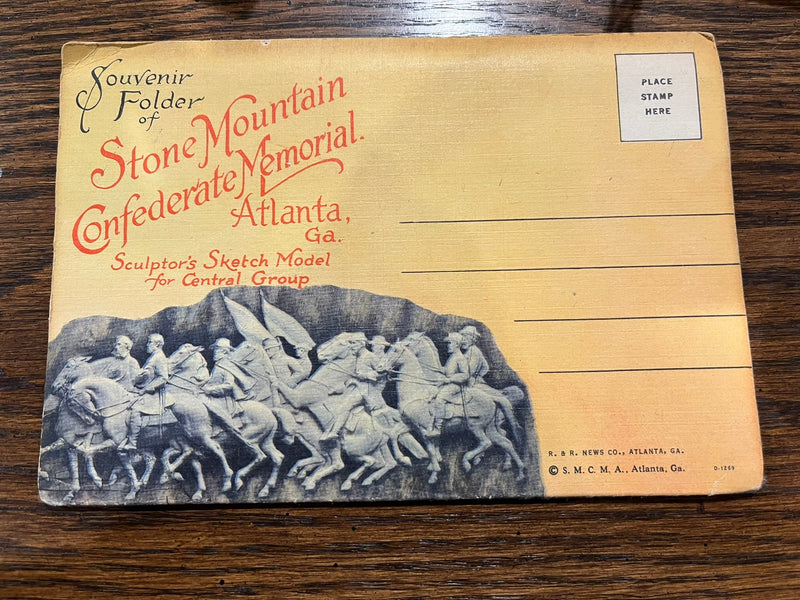 Souvenir
Folder
of
Stone Mountain
Confederate Memorial.
Atlanta,
Ga.
Sculptor's Sketch Model
for Central Group
PLACE
STAMP
HERE
R. & R. NEWS CO., ATLANTA, GA.
© S. M. C. M. A., Atlanta, Ga.
D-1269